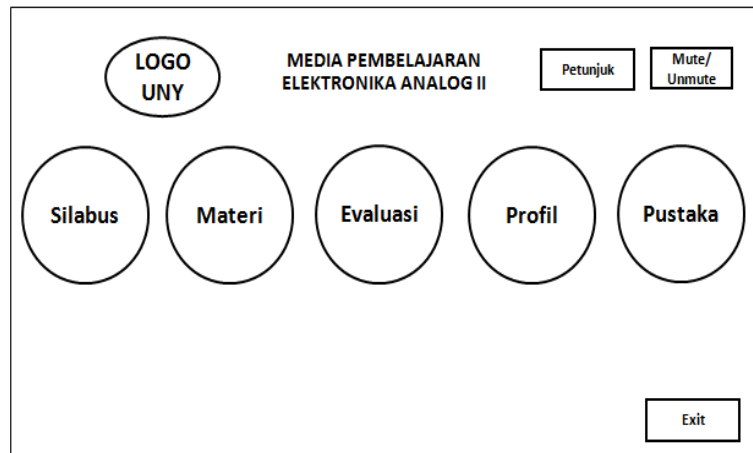 LOGO
UNY
MEDIA PEMBELAJARAN
ELEKTRONIKA ANALOG II
Petunjuk
Mute/
Unmute
Silabus
Materi
Evaluasi
Profil
Pustaka
Exit